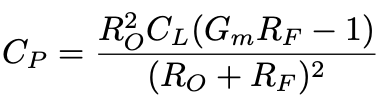 C_P = \frac{R_O^2 C_L (G_m R_F - 1)}{(R_O + R_F)^2}